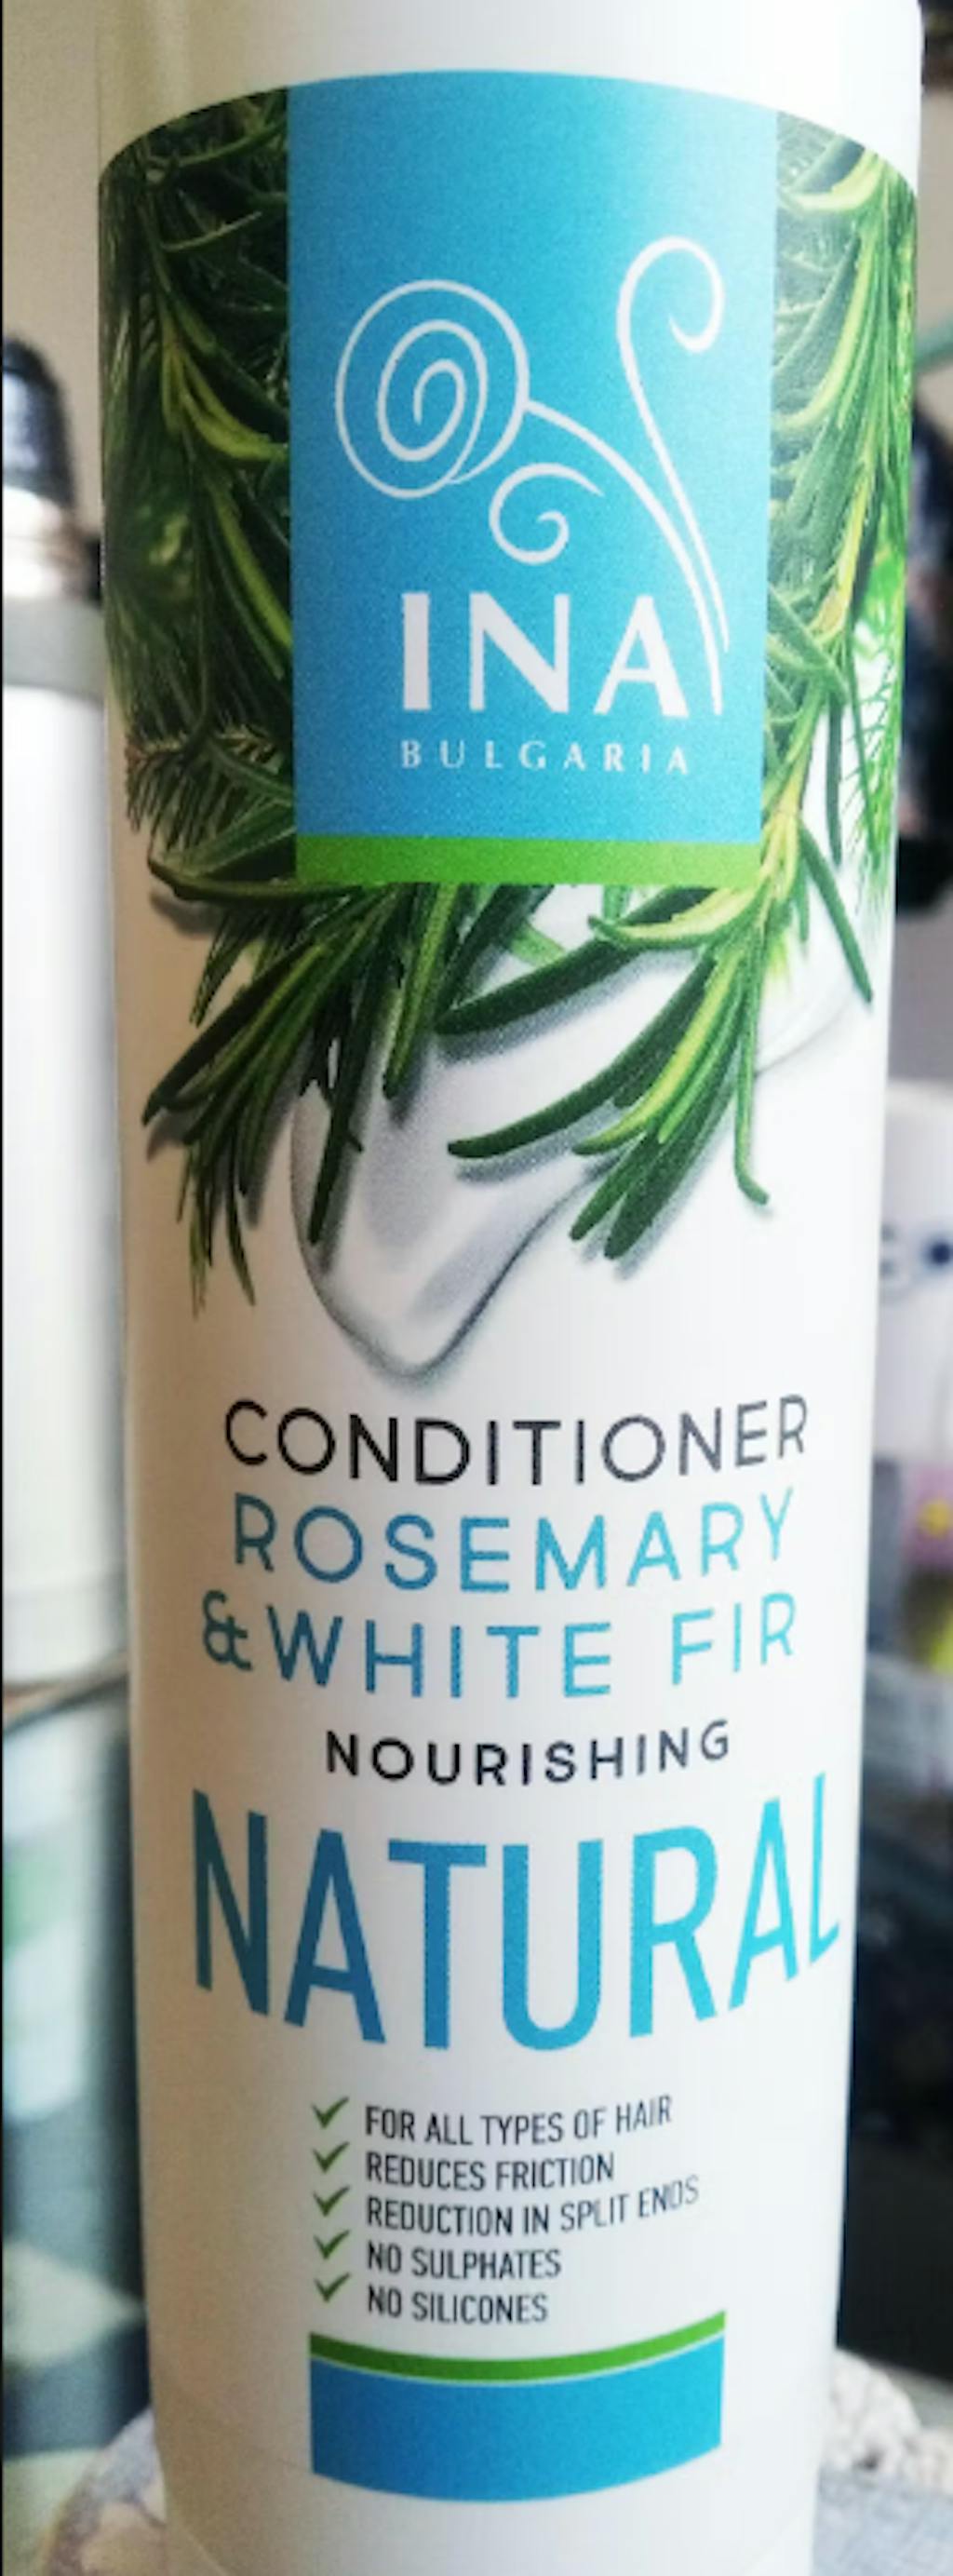 INA
BULGARIA
CONDITIONER
ROSEMARY
& WHITE FIR
NOURISHING
NATURAL
FOR ALL TYPES OF HAIR
REDUCES FRICTION
REDUCTION IN SPLIT ENDS
NO SULPHATES
NO SILICONES